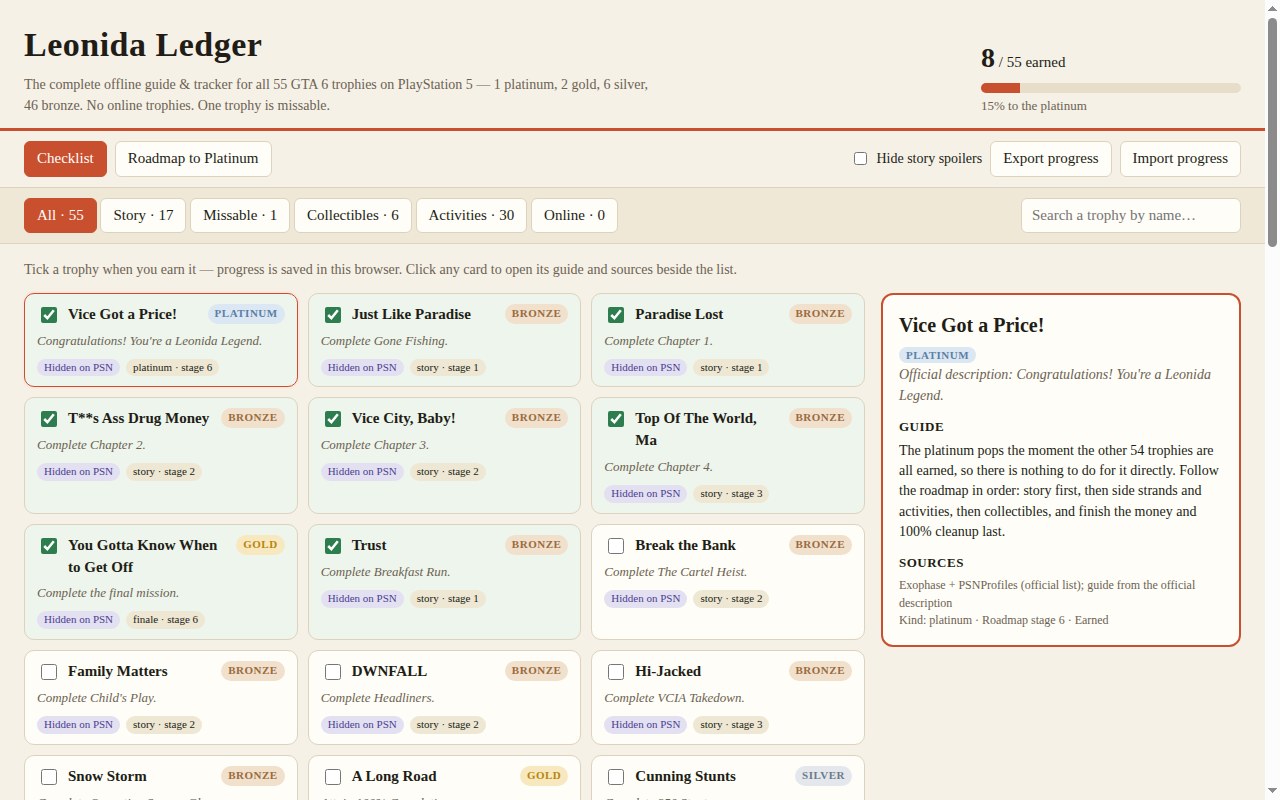 Leonida Ledger
The complete offline guide & tracker for all 55 GTA 6 trophies on PlayStation 5 — 1 platinum, 2 gold, 6 silver,
46 bronze. No online trophies. One trophy is missable.
8 / 55 earned
15% to the platinum
Checklist
Roadmap to Platinum
Hide story spoilers
Export progress
Import progress
All · 55
Story · 17
Missable · 1
Collectibles · 6
Activities · 30
Online · 0
Search a trophy by name…
Tick a trophy when you earn it — progress is saved in this browser. Click any card to open its guide and sources beside the list.
Vice Got a Price!
PLATINUM
Congratulations! You're a Leonida Legend.
Hidden on PSN
platinum · stage 6
Just Like Paradise
BRONZE
Complete Gone Fishing.
Hidden on PSN
story · stage 1
Paradise Lost
BRONZE
Complete Chapter 1.
Hidden on PSN
story · stage 1
T**s Ass Drug Money
BRONZE
Complete Chapter 2.
Hidden on PSN
story · stage 2
Vice City, Baby!
BRONZE
Complete Chapter 3.
Hidden on PSN
story · stage 2
Top Of The World,
Ma
BRONZE
Complete Chapter 4.
Hidden on PSN
story · stage 3
You Gotta Know When
to Get Off
GOLD
Complete the final mission.
Hidden on PSN
finale · stage 6
Trust
BRONZE
Complete Breakfast Run.
Hidden on PSN
story · stage 1
Break the Bank
BRONZE
Complete The Cartel Heist.
Hidden on PSN
story · stage 2
Family Matters
BRONZE
Complete Child's Play.
Hidden on PSN
story · stage 2
DWNFALL
BRONZE
Complete Headliners.
Hidden on PSN
story · stage 2
Hi-Jacked
BRONZE
Complete VCIA Takedown.
Hidden on PSN
story · stage 3
Snow Storm
BRONZE
A Long Road
GOLD
Cunning Stunts
SILVER
Vice Got a Price!
PLATINUM
Official description: Congratulations! You're a Leonida
Legend.
GUIDE
The platinum pops the moment the other 54 trophies are
all earned, so there is nothing to do for it directly. Follow
the roadmap in order: story first, then side strands and
activities, then collectibles, and finish the money and
100% cleanup last.
SOURCES
Exophase + PSNProfiles (official list); guide from the official
description
Kind: platinum · Roadmap stage 6 · Earned